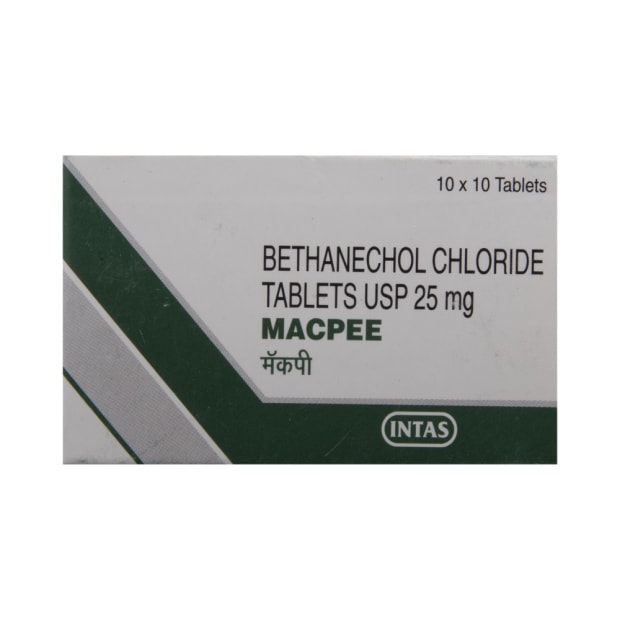 10 x 10 Tablets
BETHANECHOL CHLORIDE
TABLETS USP 25 mg
MACPEE
मॅकपी
INTAS